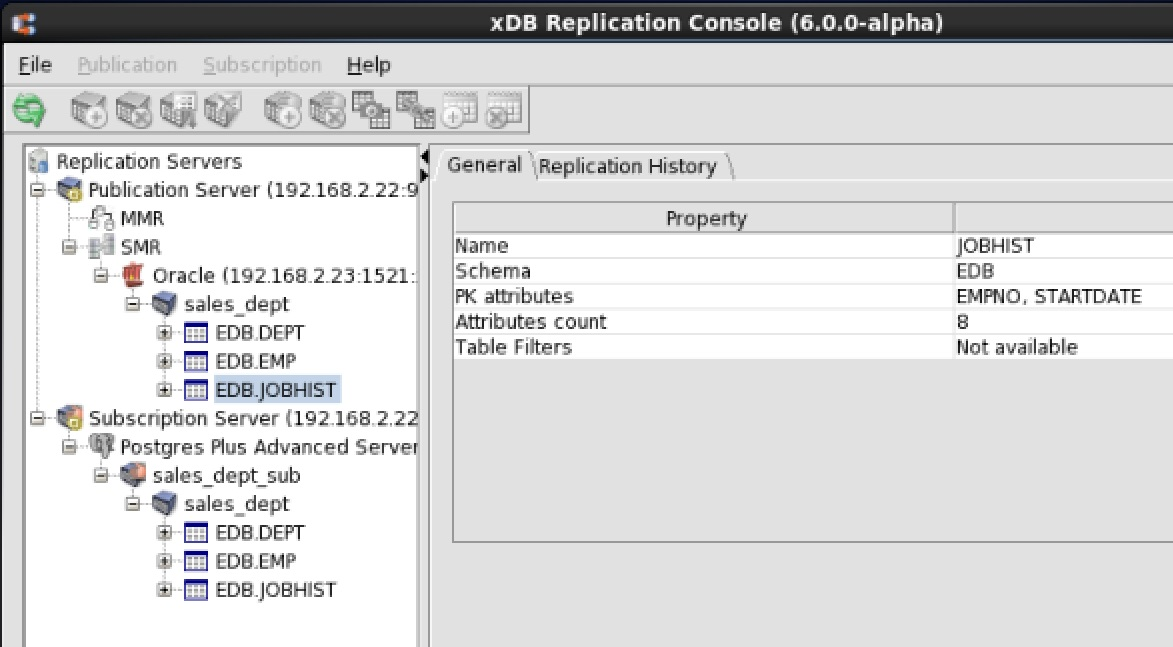 xDB Replication Console (6.0.0-alpha)
File Publication Subscription Help
Replication Servers
Publication Server (192.168.2.22:9
MMR
SMR
Oracle (192.168.2.23:1521:
sales_dept
EDB.DEPT
EDB.EMP
EDB.JOBHIST
Subscription Server (192.168.2.22
Postgres Plus Advanced Server
sales_dept_sub
sales_dept
EDB.DEPT
EDB.EMP
EDB.JOBHIST
General Replication History
Property
Name JOBHIST
Schema EDB
PK attributes EMPNO, STARTDATE
Attributes count 8
Table Filters Not available